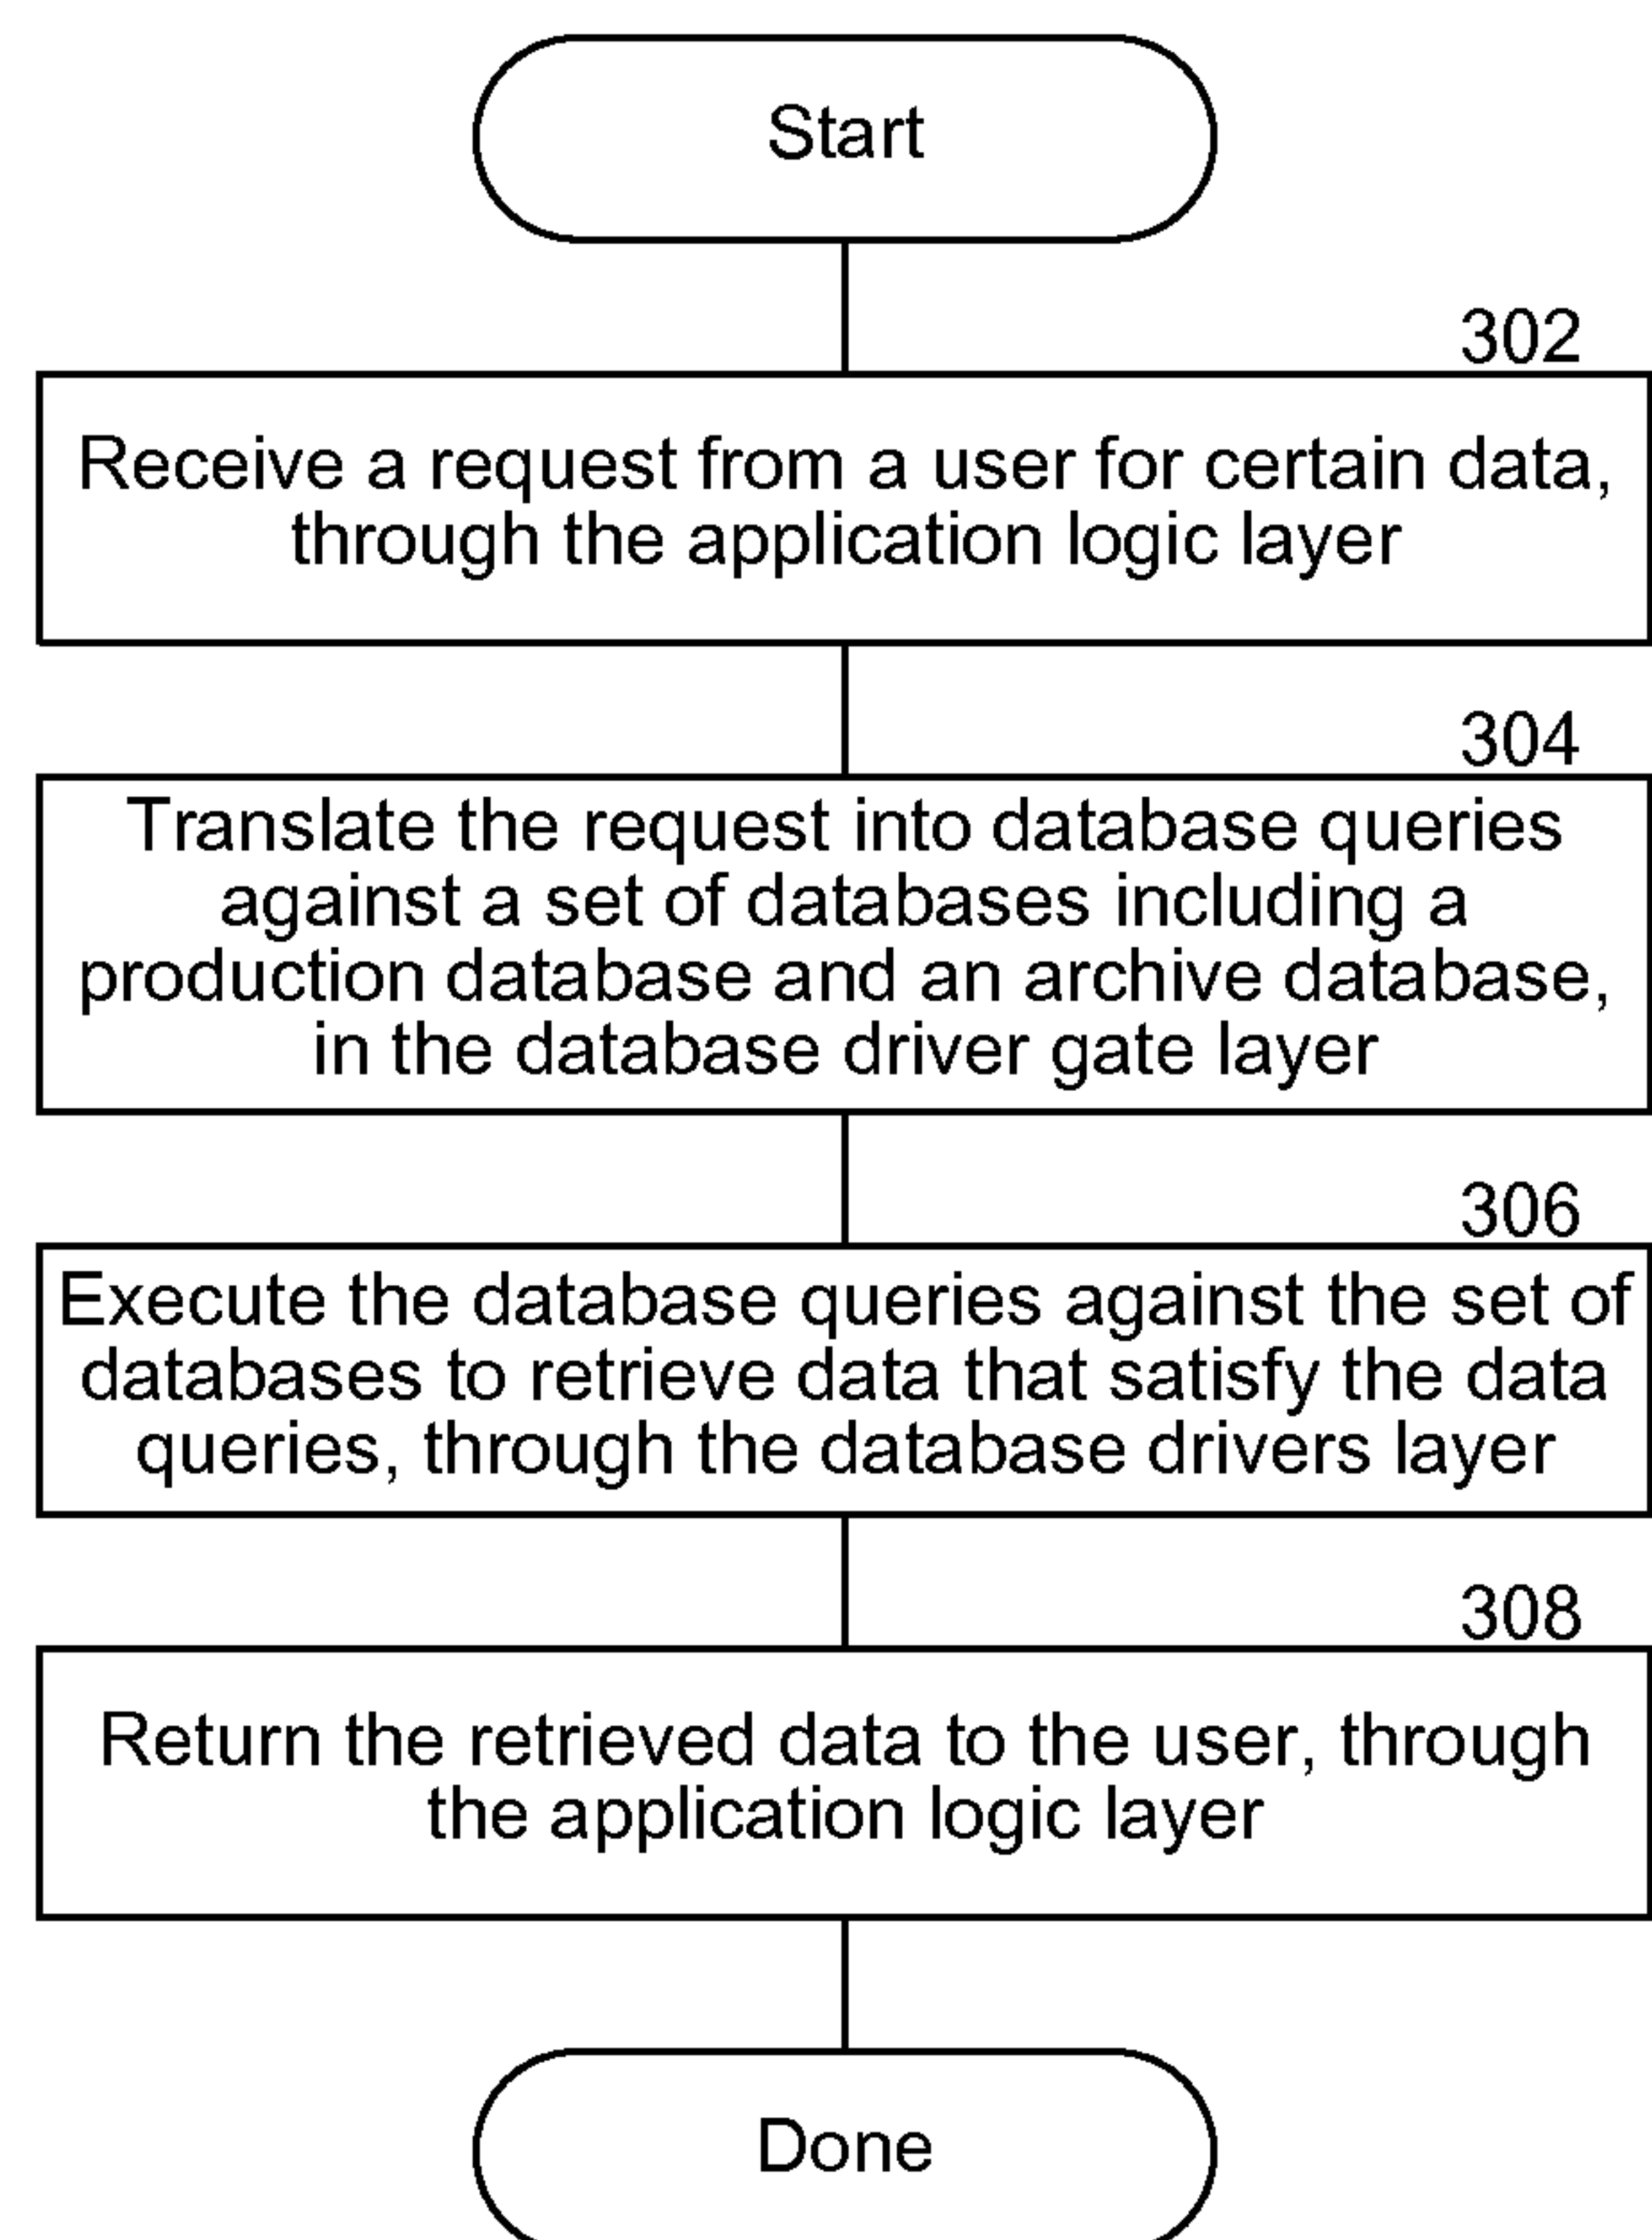 Start
302
Receive a request from a user for certain data,
through the application logic layer
304
Translate the request into database queries
against a set of databases including a
production database and an archive database,
in the database driver gate layer
306
Execute the database queries against the set of
databases to retrieve data that satisfy the data
queries, through the database drivers layer
308
Return the retrieved data to the user, through
the application logic layer
Done